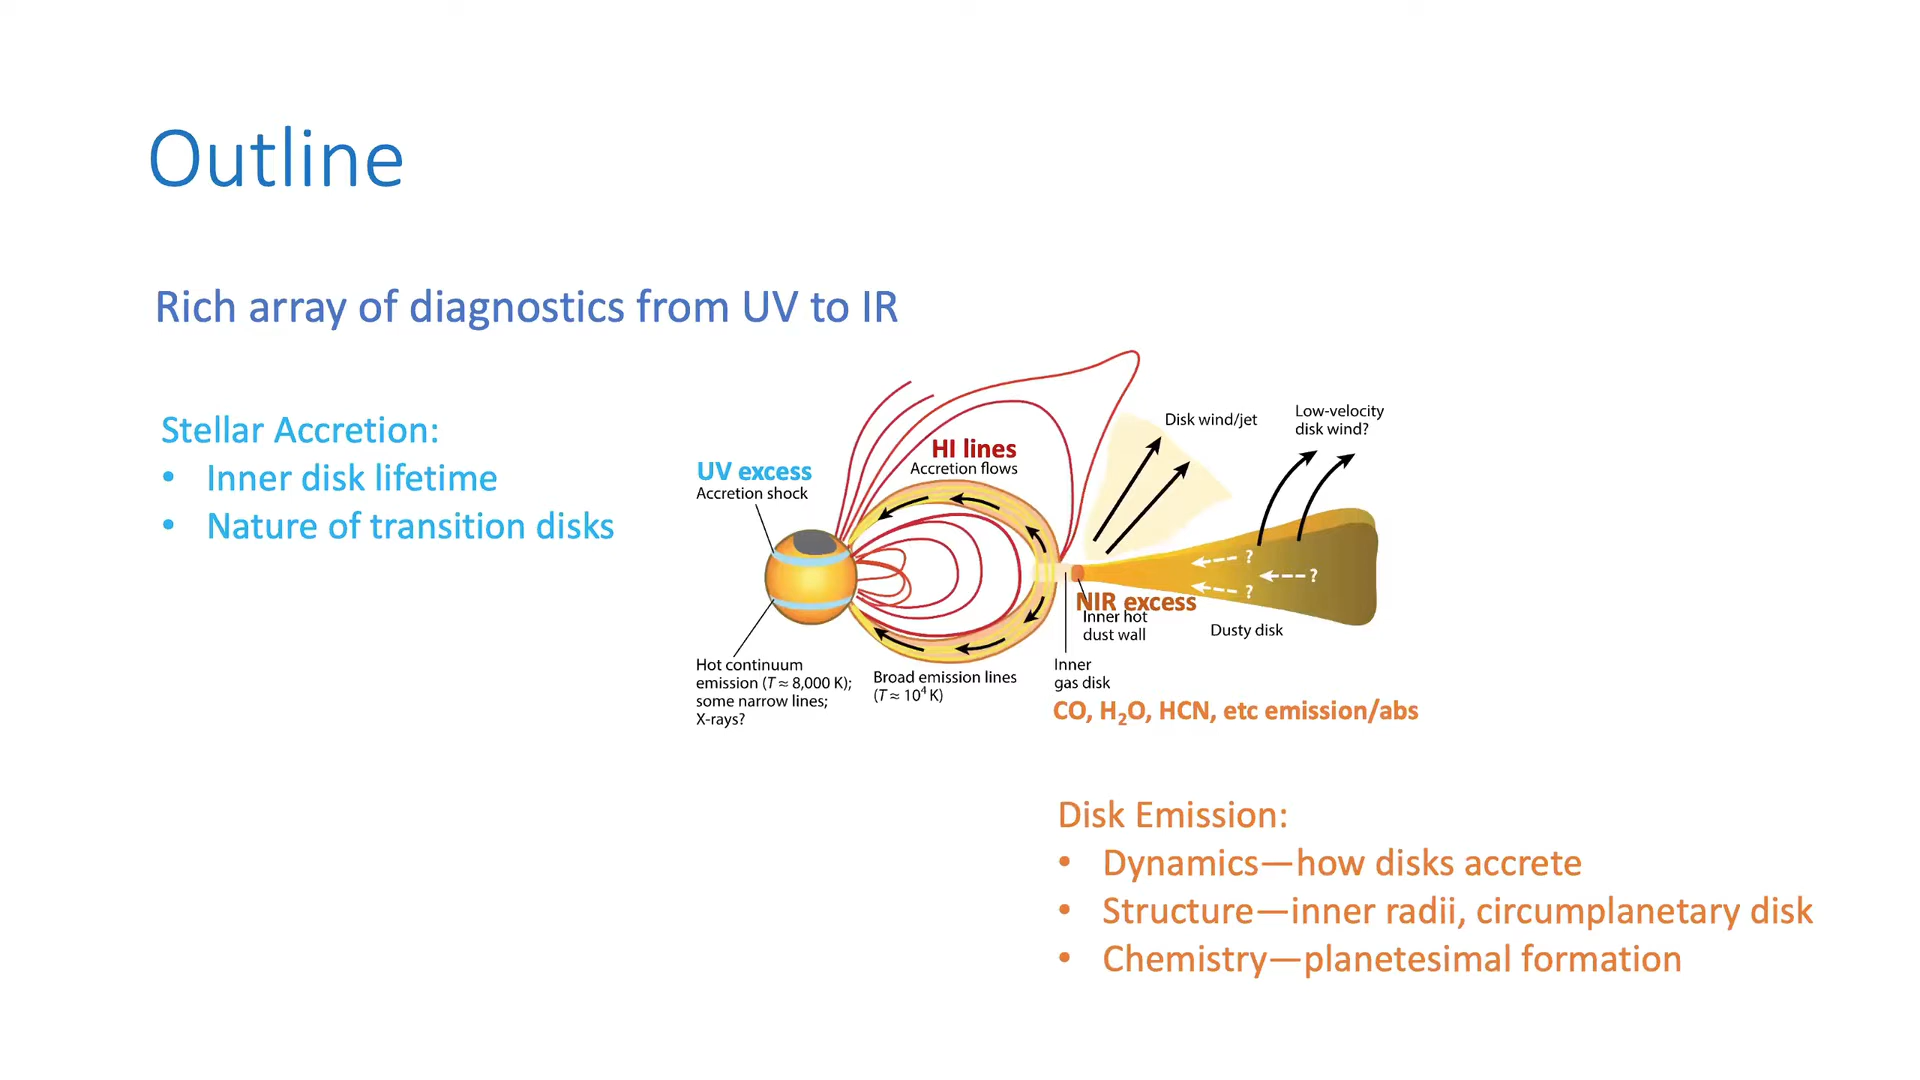 Outline
Rich array of diagnostics from UV to IR
Stellar Accretion:
• Inner disk lifetime
• Nature of transition disks
UV excess
Accretion shock
HI lines
Accretion flows
Disk wind/jet
Low-velocity
disk wind?
?
?
?
NIR excess
Inner hot
dust wall
Dusty disk
Hot continuum
emission (T ≈ 8,000 K);
some narrow lines;
X-rays?
Broad emission lines
(T ≈ 10⁴ K)
Inner
gas disk
CO, H₂O, HCN, etc emission/abs
Disk Emission:
• Dynamics—how disks accrete
• Structure—inner radii, circumplanetary disk
• Chemistry—planetesimal formation